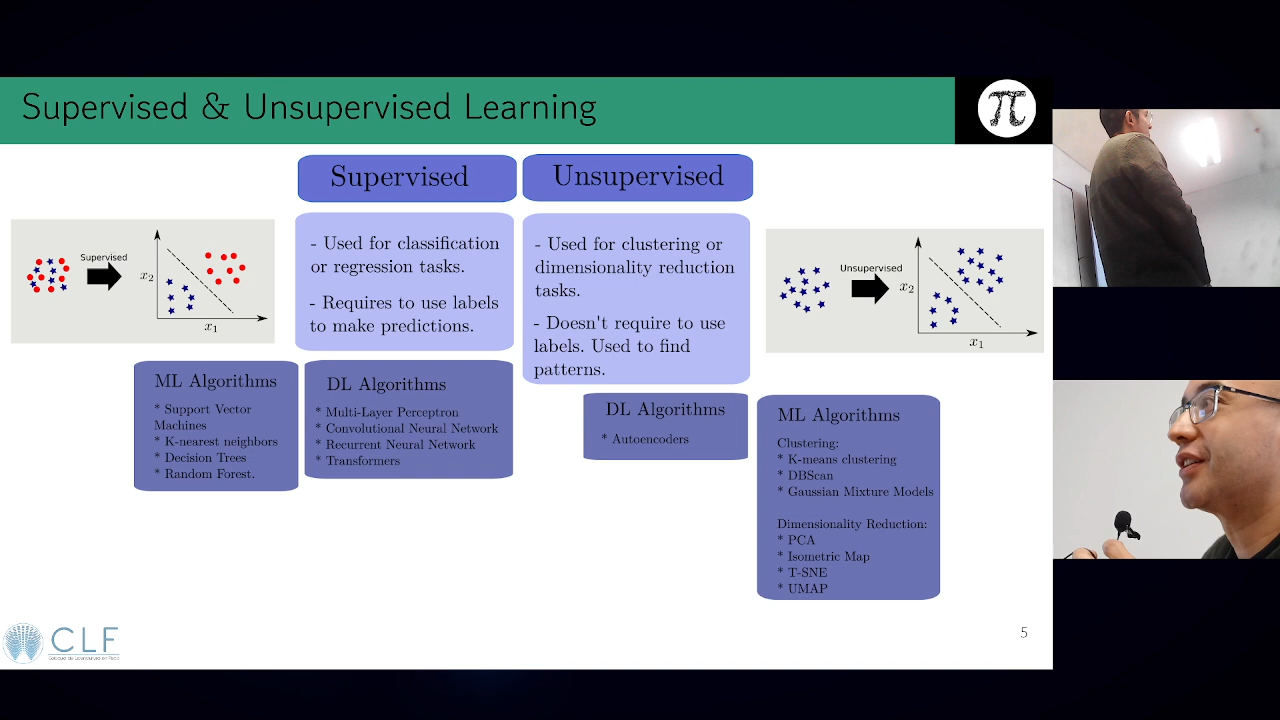 Supervised & Unsupervised Learning
π
Supervised
Unsupervised
Supervised
x₂
x₁
- Used for classification
or regression tasks.
- Requires to use labels
to make predictions.
- Used for clustering or
dimensionality reduction
tasks.
- Doesn't require to use
labels. Used to find
patterns.
Unsupervised
x₂
x₁
ML Algorithms
* Support Vector
Machines
* K-nearest neighbors
* Decision Trees
* Random Forest.
DL Algorithms
* Multi-Layer Perceptron
* Convolutional Neural Network
* Recurrent Neural Network
* Transformers
DL Algorithms
* Autoencoders
ML Algorithms
Clustering:
* K-means clustering
* DBScan
* Gaussian Mixture Models
Dimensionality Reduction:
* PCA
* Isometric Map
* T-SNE
* UMAP
CLF
5